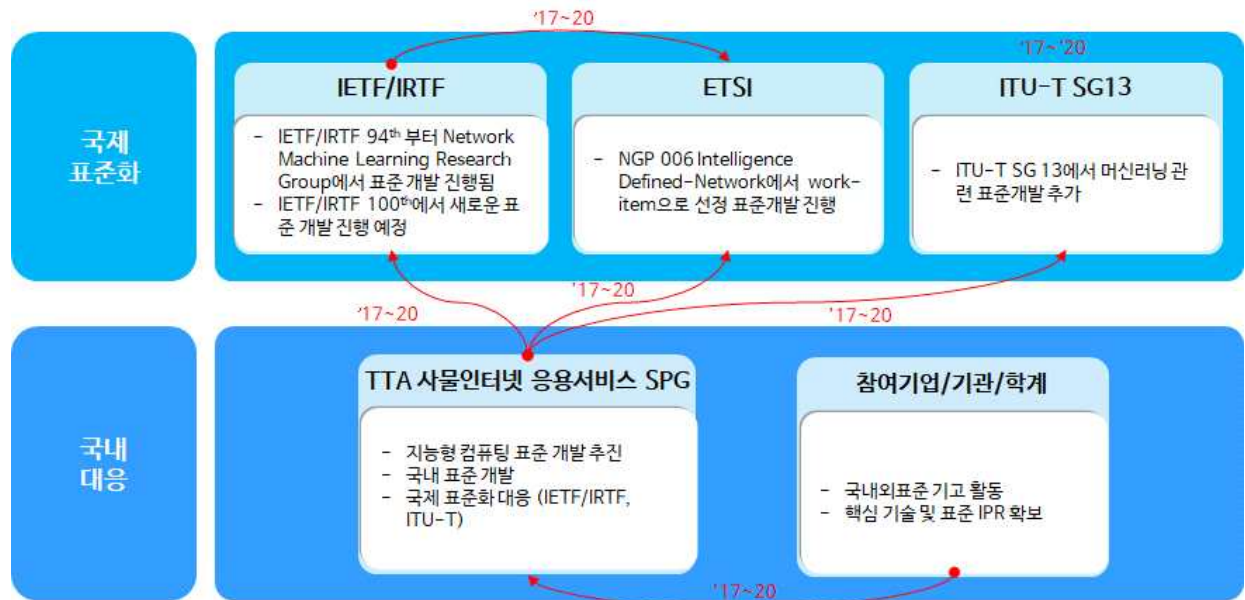 '17~20
'17~'20
국제
표준화
IETF/IRTF
- IETF/IRTF 94th 부터 Network
Machine Learning Research
Group에서 표준 개발 진행됨
- IETF/IRTF 100th에서 새로운 표
준 개발 진행 예정
ETSI
- NGP 006 Intelligence
Defined-Network에서 work-
item으로 선정 표준개발 진행
ITU-T SG13
- ITU-T SG 13에서 머신러닝 관
련 표준개발 추가
'17~20
'17~20
'17~20
국내
대응
TTA 사물인터넷 응용서비스 SPG
- 지능형 컴퓨팅 표준 개발 추진
- 국내 표준 개발
- 국제 표준화 대응 (IETF/IRTF,
ITU-T)
참여기업/기관/학계
- 국내외표준 기고 활동
- 핵심 기술 및 표준 IPR 확보
'17~20